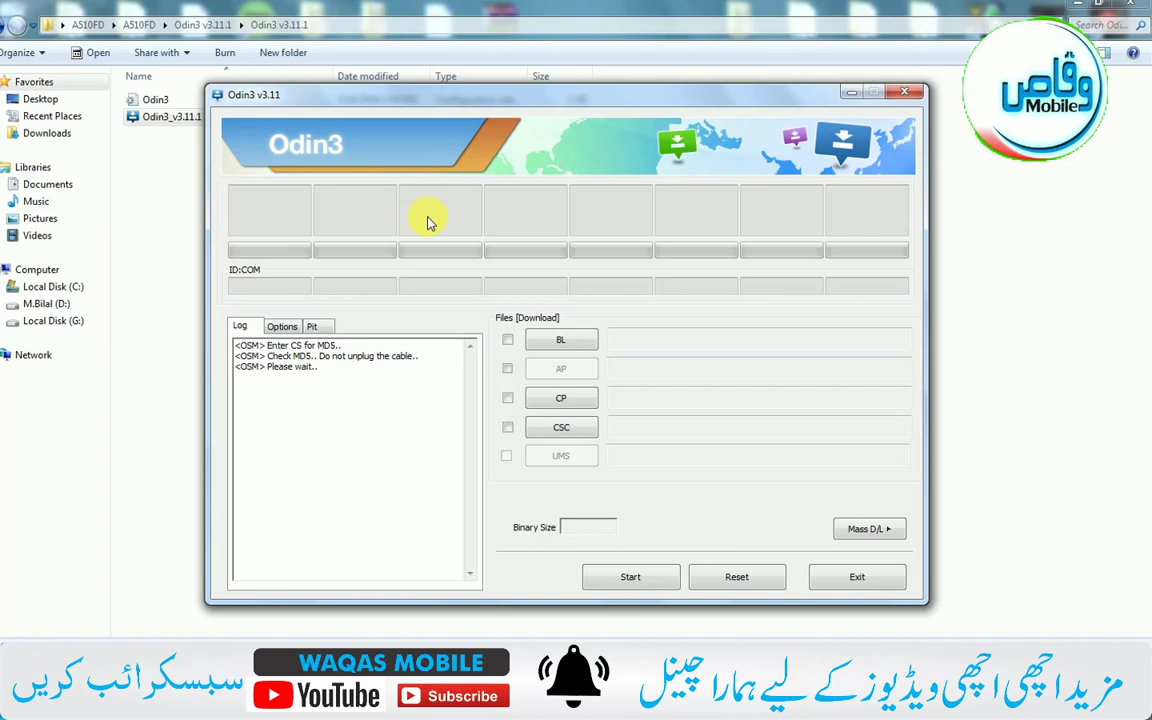 A510FD ▸ A510FD ▸ Odin3 v3.11.1 ▸ Odin3 v3.11.1
Search Odi...
Organize
Open
Share with
Burn
New folder
Favorites
Desktop
Recent Places
Downloads
Libraries
Documents
Music
Pictures
Videos
Computer
Local Disk (C:)
M.Bilal (D:)
Local Disk (G:)
Network
Name
Date modified
Type
Size
Odin3
Odin3_v3.11.1
وقاص
Mobile
Odin3 v3.11
Odin3
ID:COM
Log
Options
Pit
<OSM> Enter CS for MD5..
<OSM> Check MD5.. Do not unplug the cable..
<OSM> Please wait..
Files [Download]
BL
AP
CP
CSC
UMS
Binary Size
Mass D/L
Start
Reset
Exit
WAQAS MOBILE
YouTube
Subscribe
مزید اچھی اچھی ویڈیوز کے لیے ہمارا چینل
سبسکرائب کریں